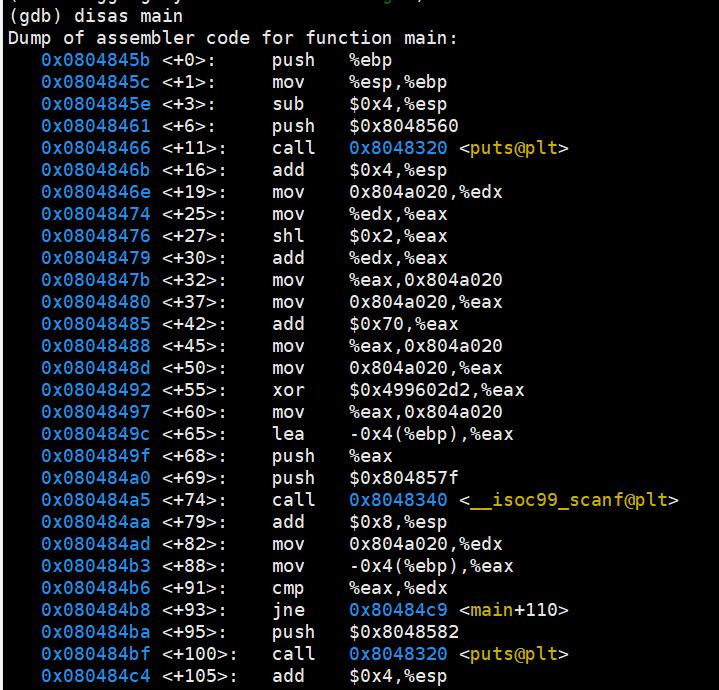 (gdb) disas main
Dump of assembler code for function main:
0x0804845b <+0>: push %ebp
0x0804845c <+1>: mov %esp,%ebp
0x0804845e <+3>: sub $0x4,%esp
0x08048461 <+6>: push $0x8048560
0x08048466 <+11>: call 0x8048320 <puts@plt>
0x0804846b <+16>: add $0x4,%esp
0x0804846e <+19>: mov 0x804a020,%edx
0x08048474 <+25>: mov %edx,%eax
0x08048476 <+27>: shl $0x2,%eax
0x08048479 <+30>: add %edx,%eax
0x0804847b <+32>: mov %eax,0x804a020
0x08048480 <+37>: mov 0x804a020,%eax
0x08048485 <+42>: add $0x70,%eax
0x08048488 <+45>: mov %eax,0x804a020
0x0804848d <+50>: mov 0x804a020,%eax
0x08048492 <+55>: xor $0x499602d2,%eax
0x08048497 <+60>: mov %eax,0x804a020
0x0804849c <+65>: lea -0x4(%ebp),%eax
0x0804849f <+68>: push %eax
0x080484a0 <+69>: push $0x804857f
0x080484a5 <+74>: call 0x8048340 <__isoc99_scanf@plt>
0x080484aa <+79>: add $0x8,%esp
0x080484ad <+82>: mov 0x804a020,%edx
0x080484b3 <+88>: mov -0x4(%ebp),%eax
0x080484b6 <+91>: cmp %eax,%edx
0x080484b8 <+93>: jne 0x80484c9 <main+110>
0x080484ba <+95>: push $0x8048582
0x080484bf <+100>: call 0x8048320 <puts@plt>
0x080484c4 <+105>: add $0x4,%esp